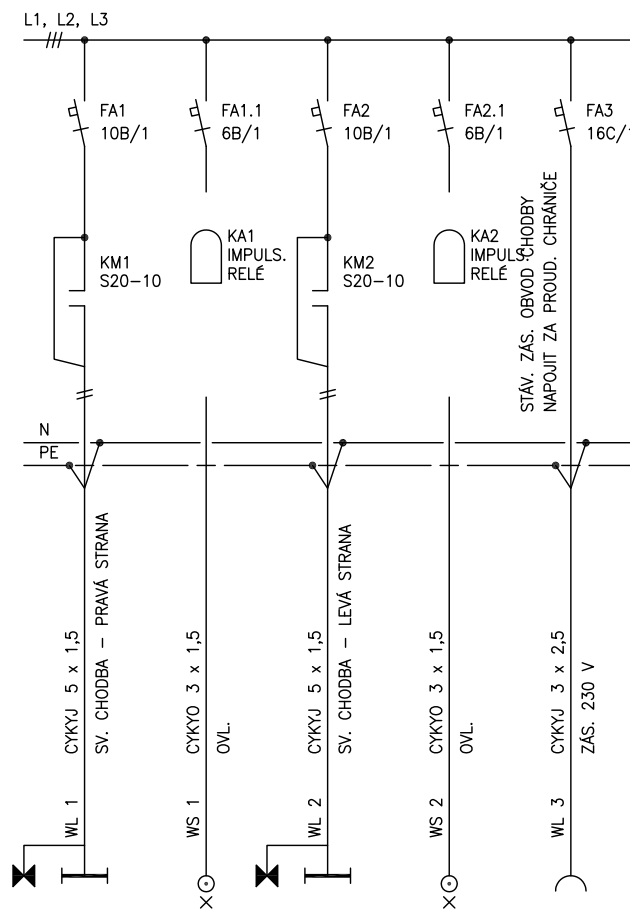 L1, L2, L3
FA1
10B/1
FA1.1
6B/1
FA2
10B/1
FA2.1
6B/1
FA3
16C/1
KM1
S20-10
KA1
IMPULS.
RELÉ
KM2
S20-10
KA2
IMPULS.
RELÉ
STÁV. ZÁS. OBVOD CHODBY
NAPOJIT ZA PROUD. CHRÁNIČE
N
PE
WL 1 CYKYJ 5 x 1,5
SV. CHODBA - PRAVÁ STRANA
WS 1 CYKYO 3 x 1,5
OVL.
WL 2 CYKYJ 5 x 1,5
SV. CHODBA - LEVÁ STRANA
WS 2 CYKYO 3 x 1,5
OVL.
WL 3 CYKYJ 3 x 2,5
ZÁS. 230 V